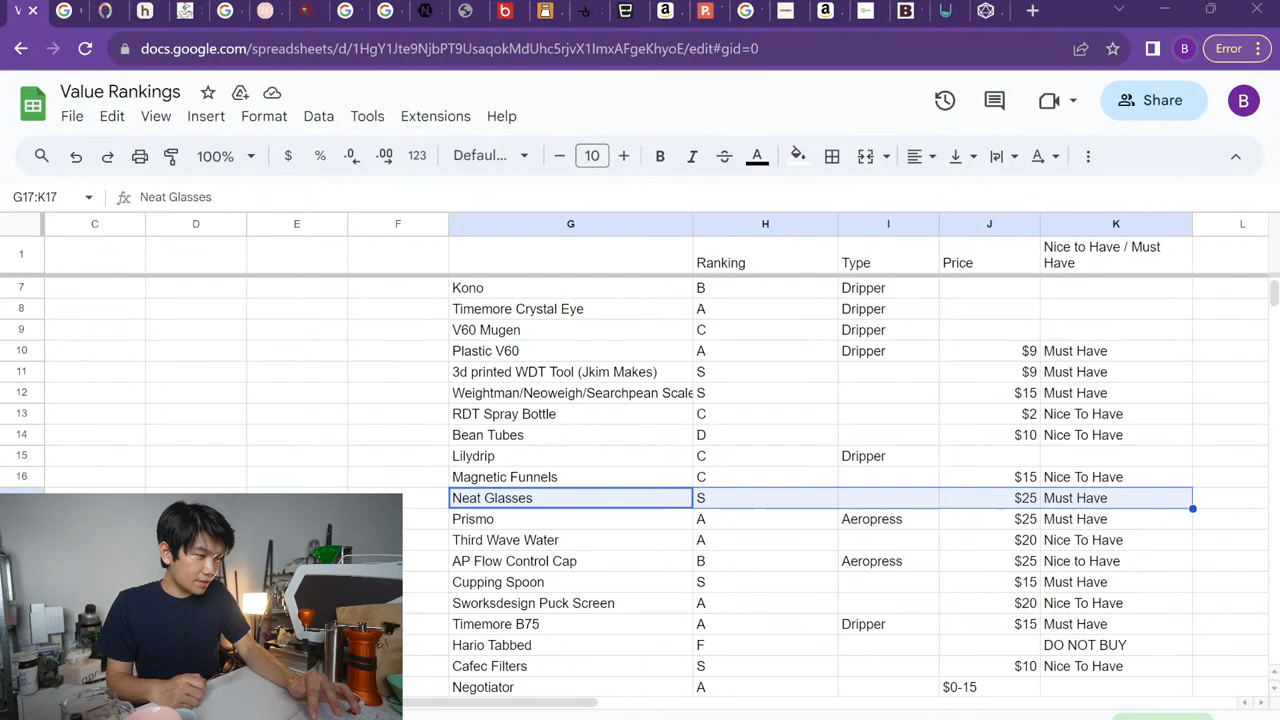 docs.google.com/spreadsheets/d/1HgY1Jte9NjbPT9UsaqokMdUhc5rjvX1ImxAFgeKhyoE/edit#gid=0
B
Error
Value Rankings
File Edit View Insert Format Data Tools Extensions Help
Share
B
100% $ % .0 .00 123 Defaul... 10 B I A
G17:K17 Neat Glasses
C D E F G H I J K L
1 Ranking Type Price Nice to Have / Must
Have
7 Kono B Dripper
8 Timemore Crystal Eye A Dripper
9 V60 Mugen C Dripper
10 Plastic V60 A Dripper $9 Must Have
11 3d printed WDT Tool (Jkim Makes) S $9 Must Have
12 Weightman/Neoweigh/Searchpean Scale S $15 Must Have
13 RDT Spray Bottle C $2 Nice To Have
14 Bean Tubes D $10 Nice To Have
15 Lilydrip C Dripper
16 Magnetic Funnels C $15 Nice To Have
Neat Glasses S $25 Must Have
Prismo A Aeropress $25 Must Have
Third Wave Water A $20 Nice To Have
AP Flow Control Cap B Aeropress $25 Nice to Have
Cupping Spoon S $15 Must Have
Sworksdesign Puck Screen A $20 Nice To Have
Timemore B75 A Dripper $15 Must Have
Hario Tabbed F DO NOT BUY
Cafec Filters S $10 Nice To Have
Negotiator A $0-15